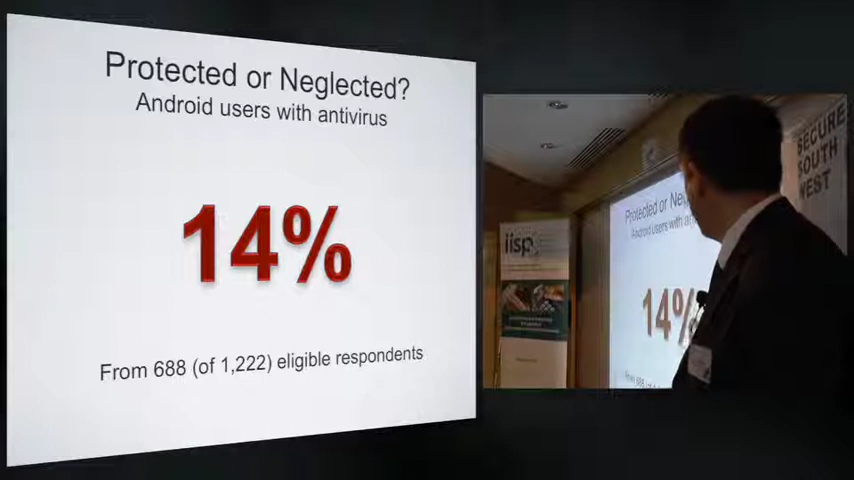 Protected or Neglected?
Android users with antivirus
14%
From 688 (of 1,222) eligible respondents
iisp
Protected or Neg
Android users with an
14%
SECURE
SOUTH
WEST